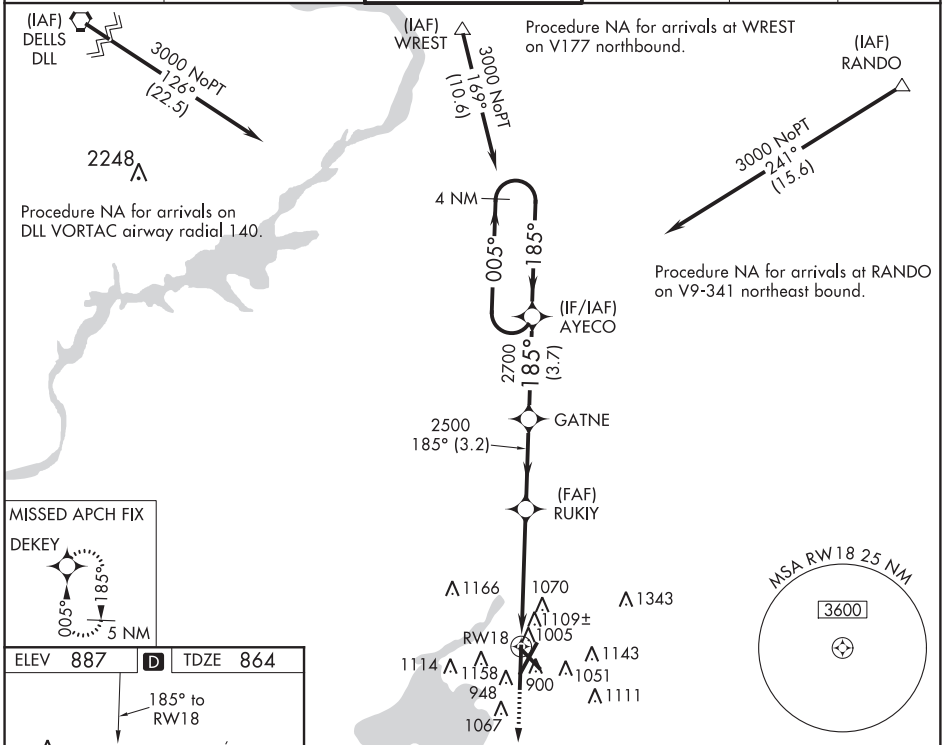 (IAF)
DELLS
DLL
3000 NoPT
126°
(22.5)
(IAF)
WREST
3000 NoPT
169°
(10.6)
Procedure NA for arrivals at WREST
on V177 northbound.
(IAF)
RANDO
3000 NoPT
241°
(15.6)
2248
Procedure NA for arrivals on
DLL VORTAC airway radial 140.
4 NM
005°
185°
Procedure NA for arrivals at RANDO
on V9-341 northeast bound.
(IF/IAF)
AYECO
2700
185°
(3.7)
GATNE
2500
185° (3.2)
(FAF)
RUKIY
MISSED APCH FIX
DEKEY
005°
185°
5 NM
1166
1070
1343
1109±
1005
RW18
1143
1114
1158
1051
948
900
1111
1067
MSA RW18 25 NM
3600
ELEV 887 D TDZE 864
185° to
RW18